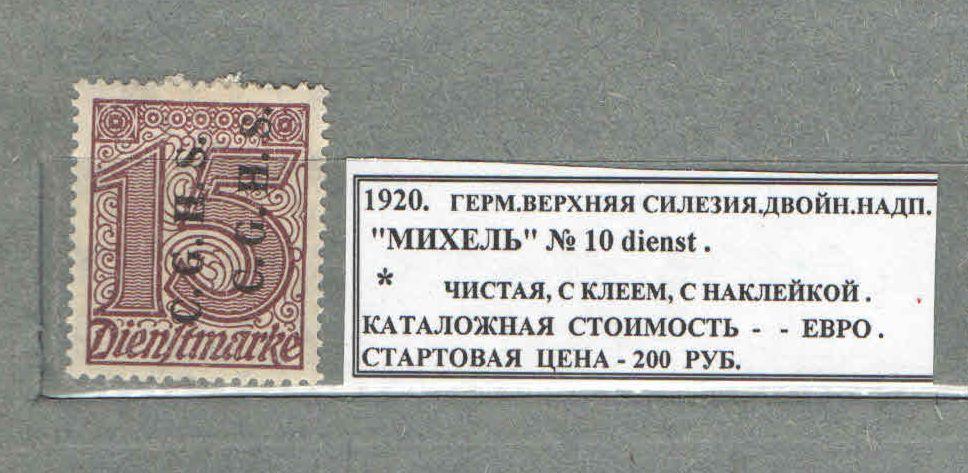 15
C.G.H.S.
C.G.H.S.
Dienstmarke
1920. ГЕРМ.ВЕРХНЯЯ СИЛЕЗИЯ.ДВОЙН.НАДП.
"МИХЕЛЬ" № 10 dienst .
* ЧИСТАЯ, С КЛЕЕМ, С НАКЛЕЙКОЙ .
КАТАЛОЖНАЯ СТОИМОСТЬ - - ЕВРО .
СТАРТОВАЯ ЦЕНА - 200 РУБ.